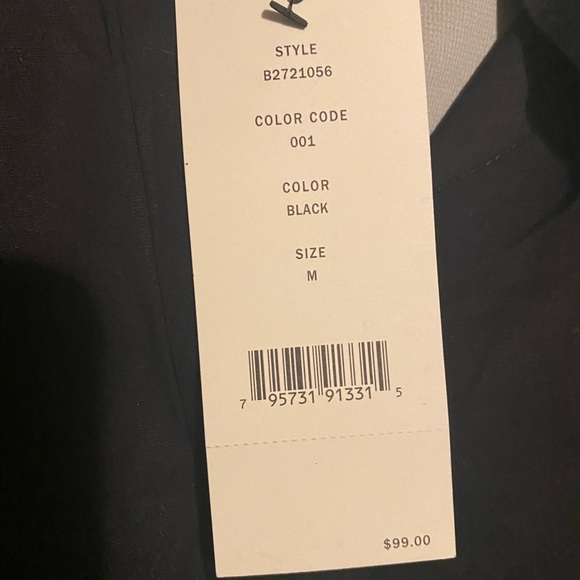 STYLE
B2721056
COLOR CODE
001
COLOR
BLACK
SIZE
M
7 95731 91331 5
$99.00